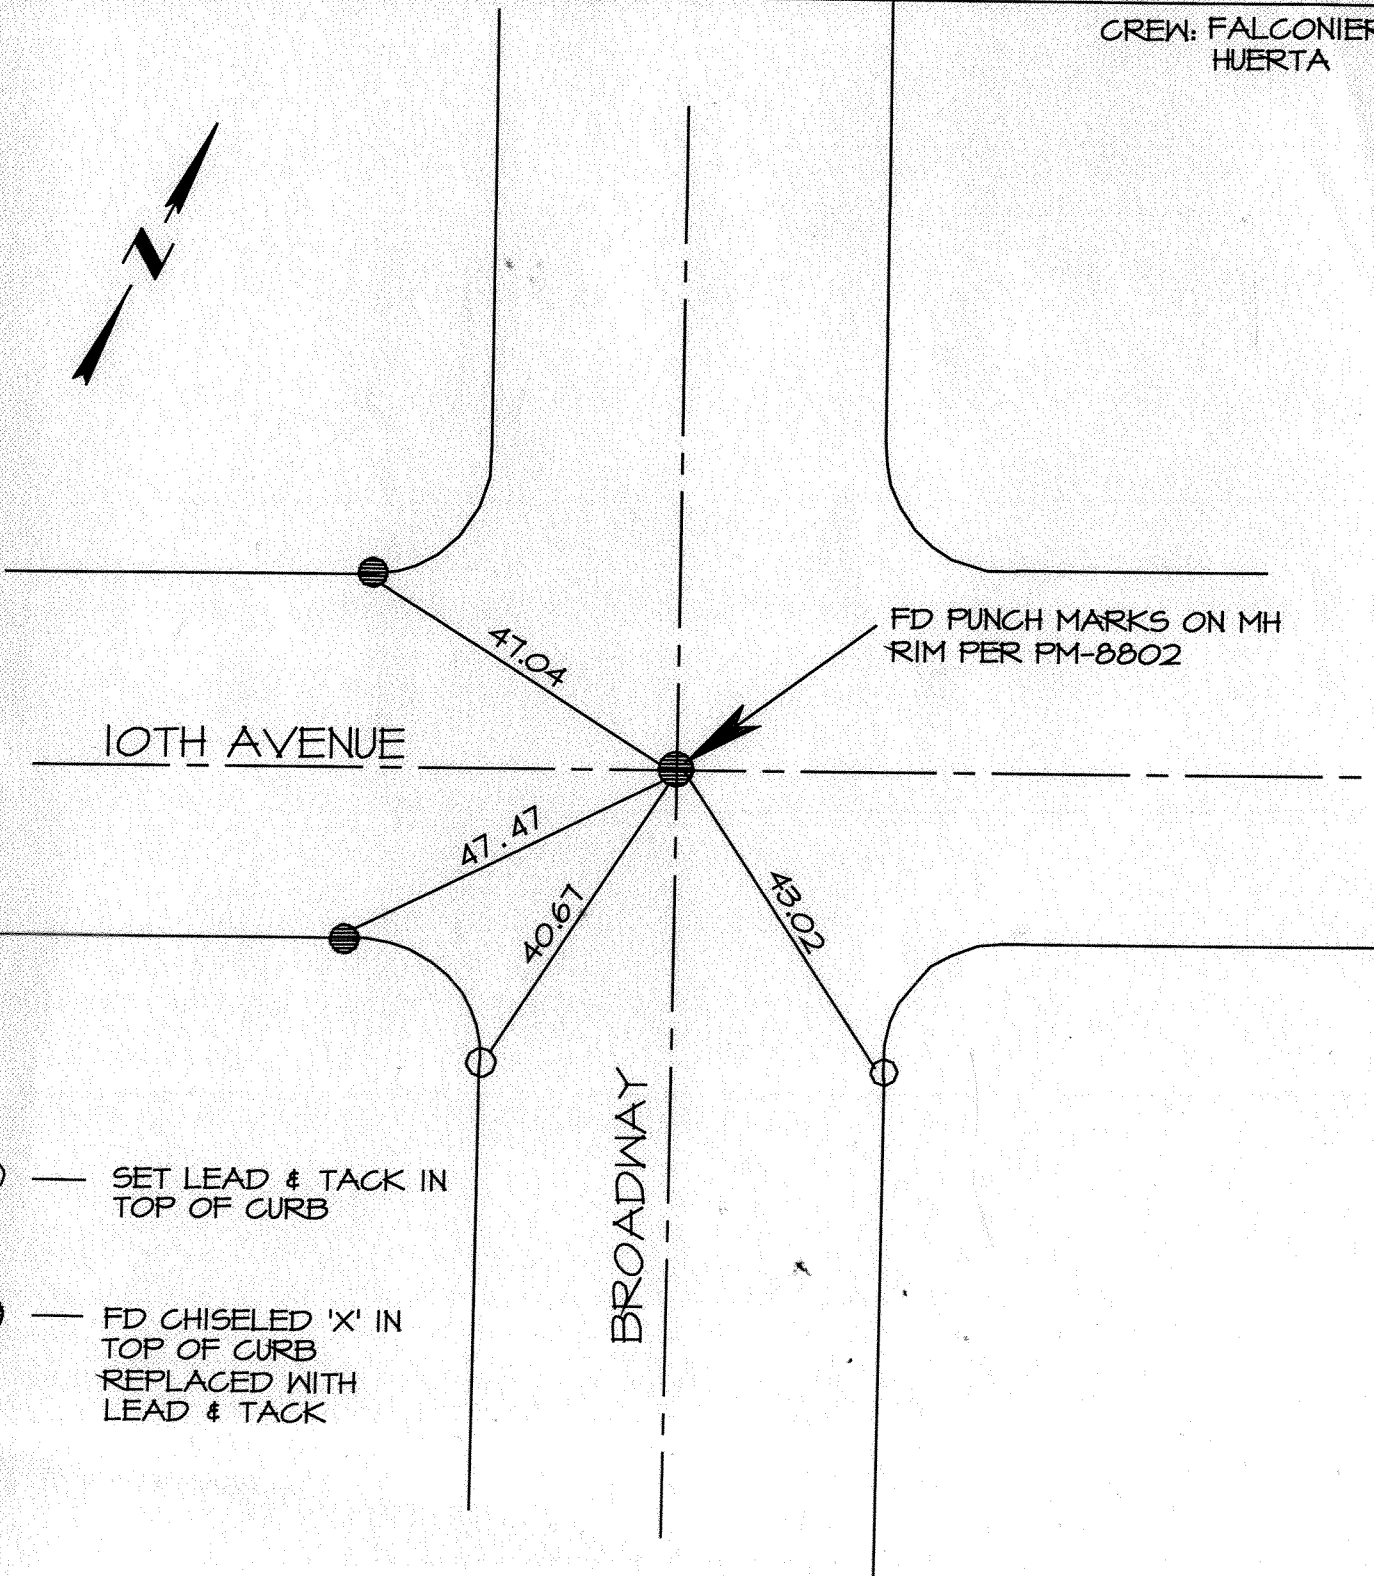 CREW: FALCONIER
HUERTA
N
47.04
FD PUNCH MARKS ON MH
RIM PER PM-8802
10TH AVENUE
47.47
40.67
43.02
BROADWAY
SET LEAD & TACK IN
TOP OF CURB
FD CHISELED 'X' IN
TOP OF CURB
REPLACED WITH
LEAD & TACK